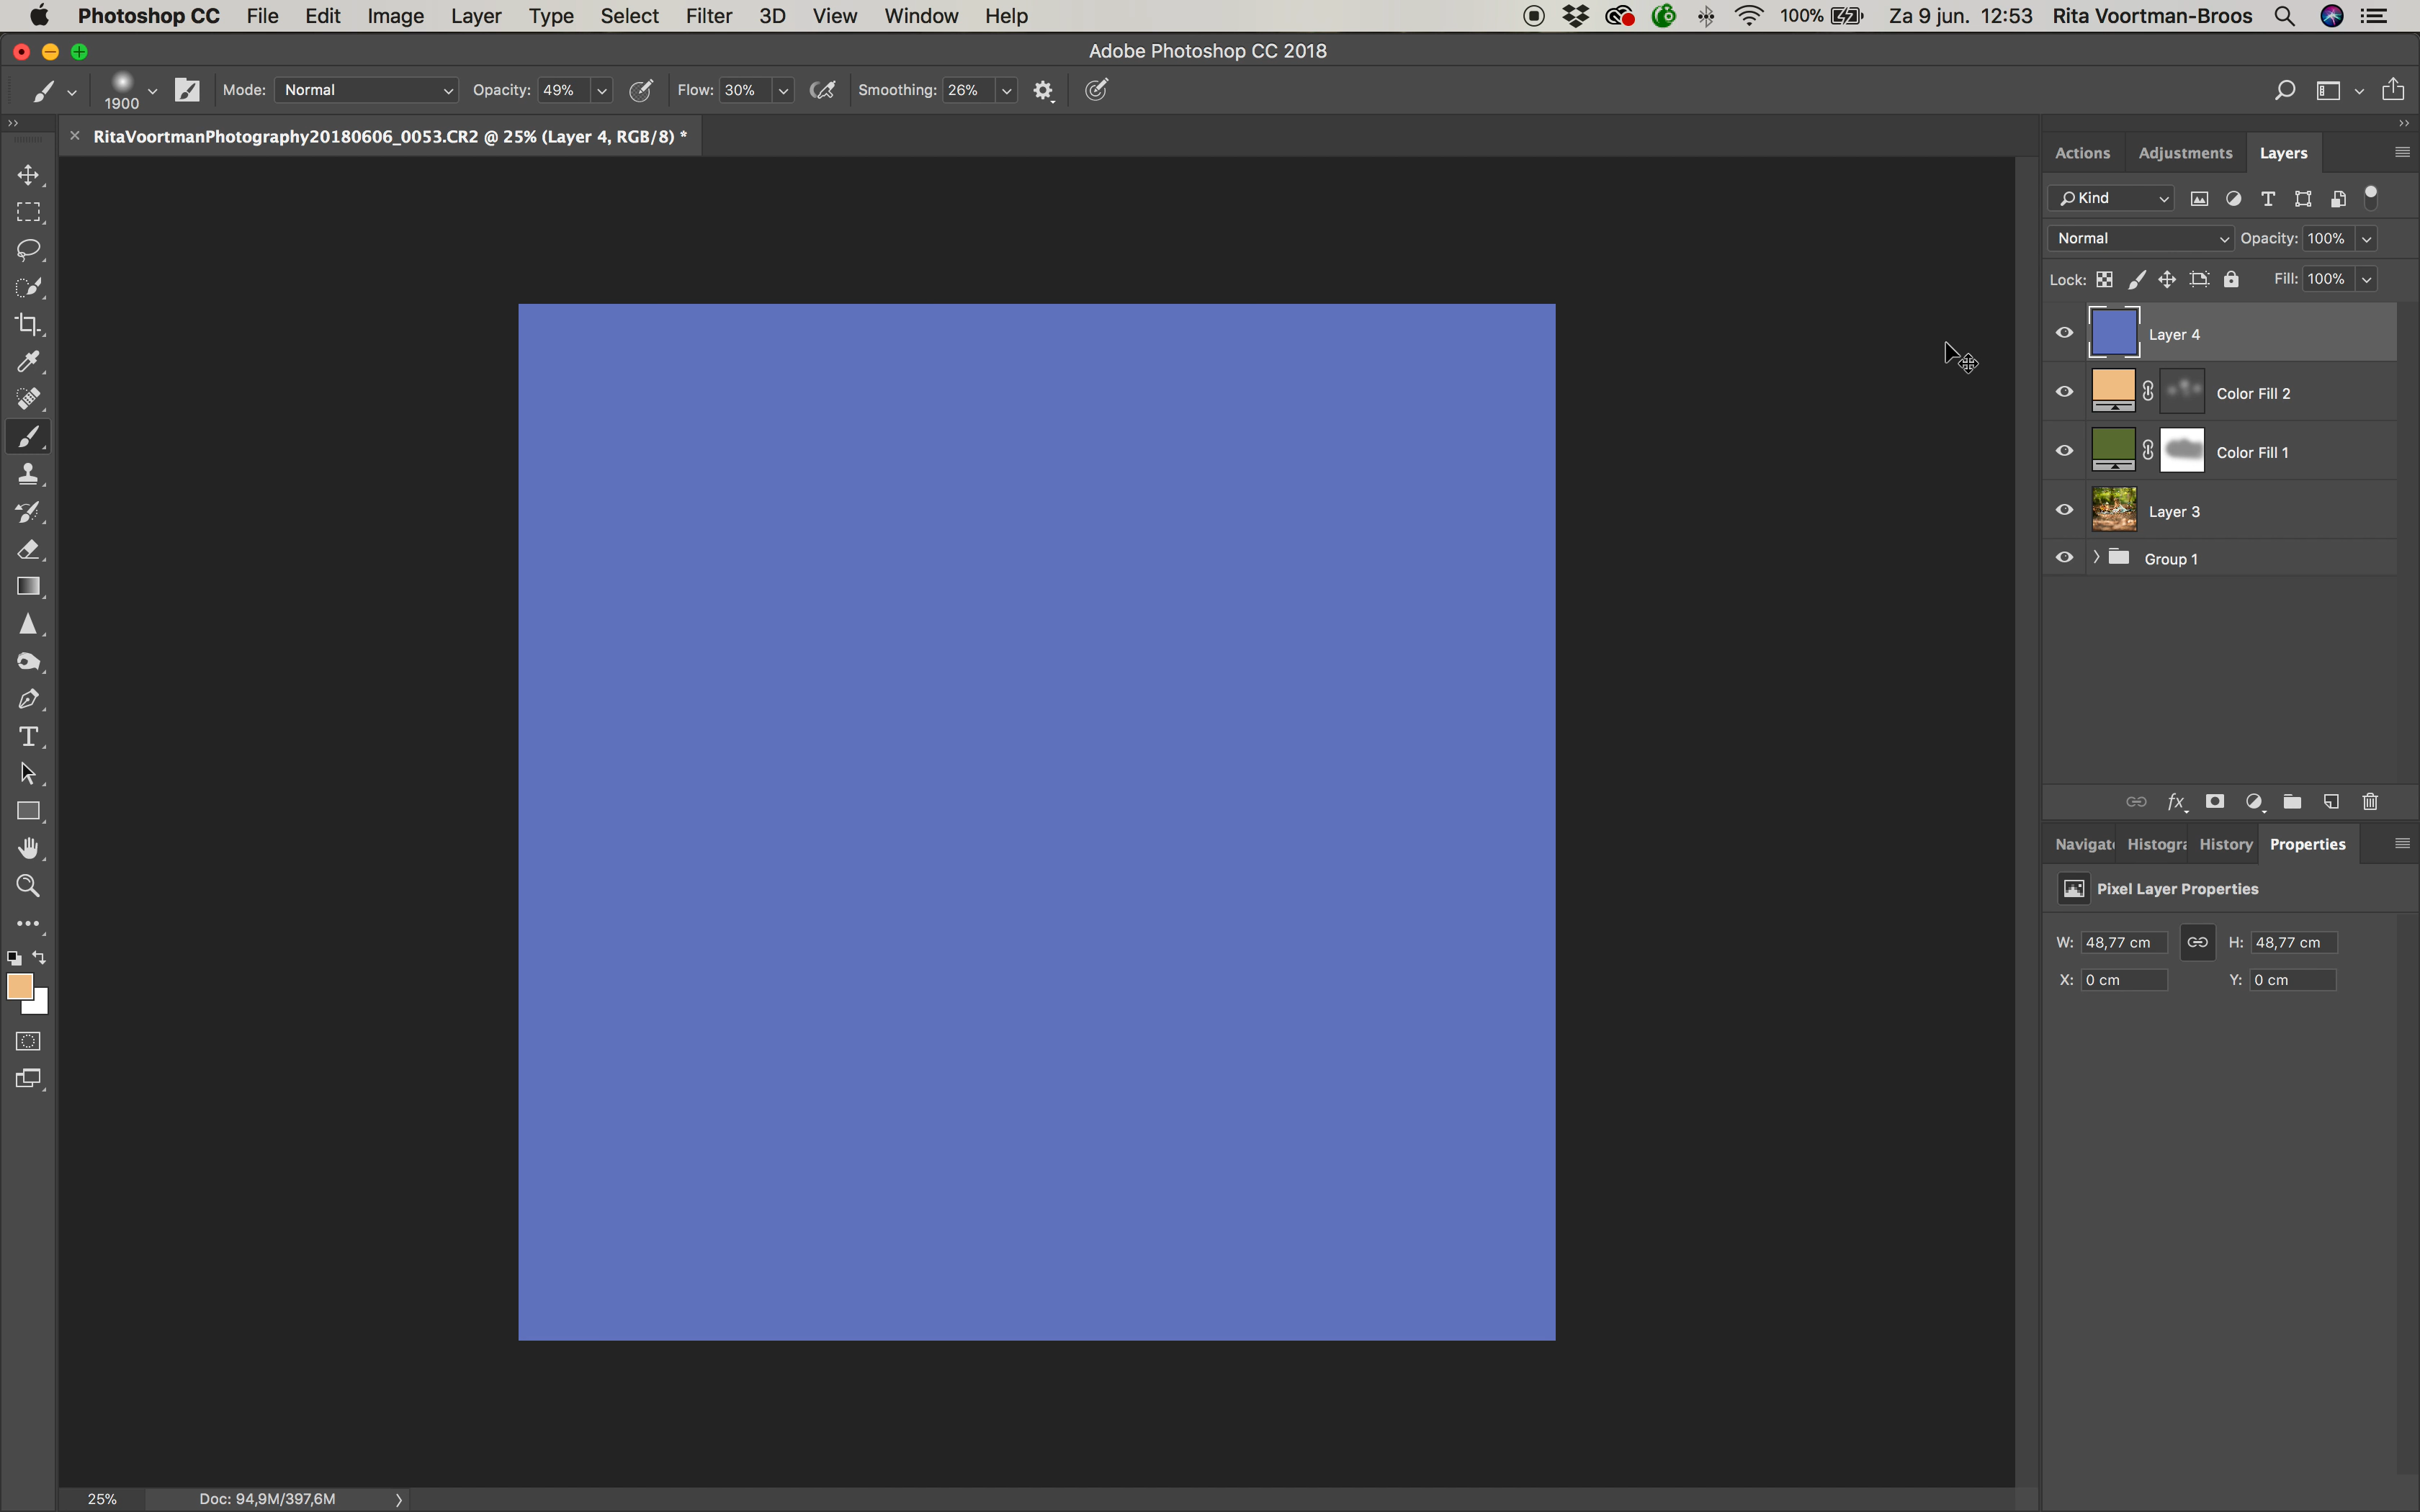 Photoshop CC File Edit Image Layer Type Select Filter 3D View Window Help 100% Za 9 jun. 12:53 Rita Voortman-Broos
Adobe Photoshop CC 2018
1900 Mode: Normal Opacity: 49% Flow: 30% Smoothing: 26%
RitaVoortmanPhotography20180606_0053.CR2 @ 25% (Layer 4, RGB/8) *
Actions Adjustments Layers
Kind
Normal Opacity: 100%
Lock: Fill: 100%
Layer 4
Color Fill 2
Color Fill 1
Layer 3
Group 1
fx
Navigat Histogra History Properties
Pixel Layer Properties
W: 48,77 cm H: 48,77 cm
X: 0 cm Y: 0 cm
25% Doc: 94,9M/397,6M